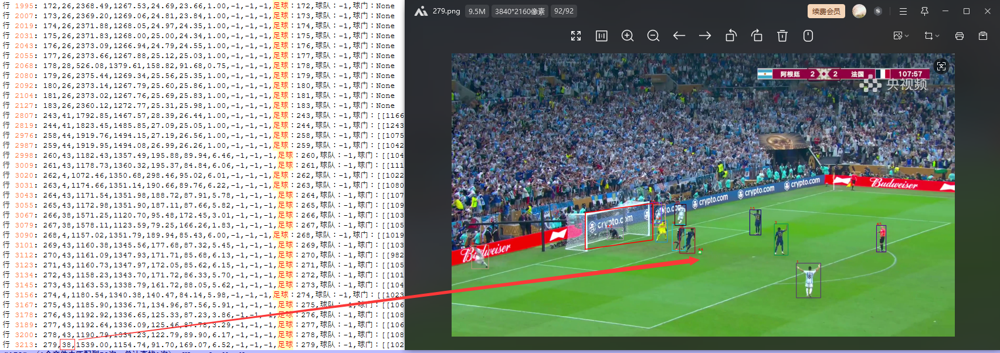 行 1995: 172,26,2368.49,1267.53,24.69,23.66,1.00,-1,-1,-1,足球：172,球队：-1,球门：None
行 2007: 173,26,2369.20,1269.06,24.81,23.84,1.00,-1,-1,-1,足球：173,球队：-1,球门：None
行 2019: 174,26,2371.88,1268.05,24.97,24.35,1.00,-1,-1,-1,足球：174,球队：-1,球门：None
行 2031: 175,26,2371.83,1268.00,25.00,24.34,1.00,-1,-1,-1,足球：175,球队：-1,球门：None
行 2043: 176,26,2373.09,1266.94,24.79,24.55,1.00,-1,-1,-1,足球：176,球队：-1,球门：None
行 2055: 177,26,2373.66,1267.88,25.12,25.03,1.00,-1,-1,-1,足球：177,球队：-1,球门：None
行 2068: 178,28,526.08,1379.61,158.82,91.68,0.75,-1,-1,-1,足球：178,球队：-1,球门：None
行 2080: 179,26,2375.44,1269.34,25.56,25.35,1.00,-1,-1,-1,足球：179,球队：-1,球门：None
行 2092: 180,26,2373.14,1267.79,25.60,25.86,1.00,-1,-1,-1,足球：180,球队：-1,球门：None
行 2104: 181,26,2373.02,1267.76,25.69,25.83,1.00,-1,-1,-1,足球：181,球队：-1,球门：None
行 2127: 183,26,2360.12,1272.77,25.31,25.98,1.00,-1,-1,-1,足球：183,球队：-1,球门：None
行 2807: 243,41,1792.85,1467.57,28.39,26.44,1.00,-1,-1,-1,足球：243,球队：-1,球门：[[1166
行 2819: 244,41,1823.45,1485.85,27.09,25.05,1.00,-1,-1,-1,足球：244,球队：-1,球门：[[1243
行 2976: 258,44,1919.76,1494.15,27.19,26.56,1.00,-1,-1,-1,足球：258,球队：-1,球门：[[1075
行 2987: 259,44,1919.95,1494.08,26.99,26.26,1.00,-1,-1,-1,足球：259,球队：-1,球门：[[1042
行 2998: 260,43,1182.43,1357.49,195.88,89.94,6.46,-1,-1,-1,足球：260,球队：-1,球门：[[104
行 3009: 261,43,1178.73,1360.32,195.37,84.84,6.06,-1,-1,-1,足球：261,球队：-1,球门：[[111
行 3020: 262,4,1072.46,1350.68,298.46,95.02,6.01,-1,-1,-1,足球：262,球队：-1,球门：[[1022
行 3031: 263,4,1174.66,1351.14,190.66,89.76,6.22,-1,-1,-1,足球：263,球队：-1,球门：[[1080
行 3043: 264,43,1171.54,1351.98,188.72,87.91,5.78,-1,-1,-1,足球：264,球队：-1,球门：[[107
行 3055: 265,43,1172.98,1351.90,187.11,87.66,5.82,-1,-1,-1,足球：265,球队：-1,球门：[[109
行 3067: 266,38,1571.25,1120.70,95.48,172.45,3.01,-1,-1,-1,足球：266,球队：-1,球门：[[103
行 3079: 267,38,1578.11,1123.59,79.25,166.26,1.83,-1,-1,-1,足球：267,球队：-1,球门：[[105
行 3090: 268,4,1157.02,1351.79,189.94,85.43,6.00,-1,-1,-1,足球：268,球队：-1,球门：[[1019
行 3101: 269,43,1160.38,1345.56,177.68,87.32,5.45,-1,-1,-1,足球：269,球队：-1,球门：[[103
行 3112: 270,43,1161.09,1347.93,171.71,85.68,6.13,-1,-1,-1,足球：270,球队：-1,球门：[[982
行 3123: 271,43,1160.73,1347.97,172.05,85.62,6.15,-1,-1,-1,足球：271,球队：-1,球门：[[105
行 3134: 272,43,1158.23,1343.70,171.72,86.33,5.70,-1,-1,-1,足球：272,球队：-1,球门：[[101
行 3145: 273,43,1163.53,1338.79,161.72,88.05,5.62,-1,-1,-1,足球：273,球队：-1,球门：[[104
行 3156: 274,4,1180.54,1340.38,140.47,84.14,5.98,-1,-1,-1,足球：274,球队：-1,球门：[[1023
行 3167: 275,43,1185.90,1336.71,134.96,87.56,5.91,-1,-1,-1,足球：275,球队：-1,球门：[[106
行 3178: 276,43,1192.92,1336.65,125.33,87.23,3.86,-1,-1,-1,足球：276,球队：-1,球门：[[108
行 3189: 277,43,1192.64,1336.09,125.46,87.78,3.29,-1,-1,-1,足球：277,球队：-1,球门：[[106
行 3200: 278,43,1190.79,1334.23,122.79,89.90,6.17,-1,-1,-1,足球：278,球队：-1,球门：[[108
行 3213: 279,38,1539.00,1154.74,91.70,169.07,6.52,-1,-1,-1,足球：279,球队：-1,球门：[[102
279.png 9.5M 3840*2160像素 92/92
续费会员
阿根廷 2 2 法国 107:57
央视频
Budweiser
crypto.com
crypto.com
crypto.com
crypto.com
crypto.co
Budweiser
18